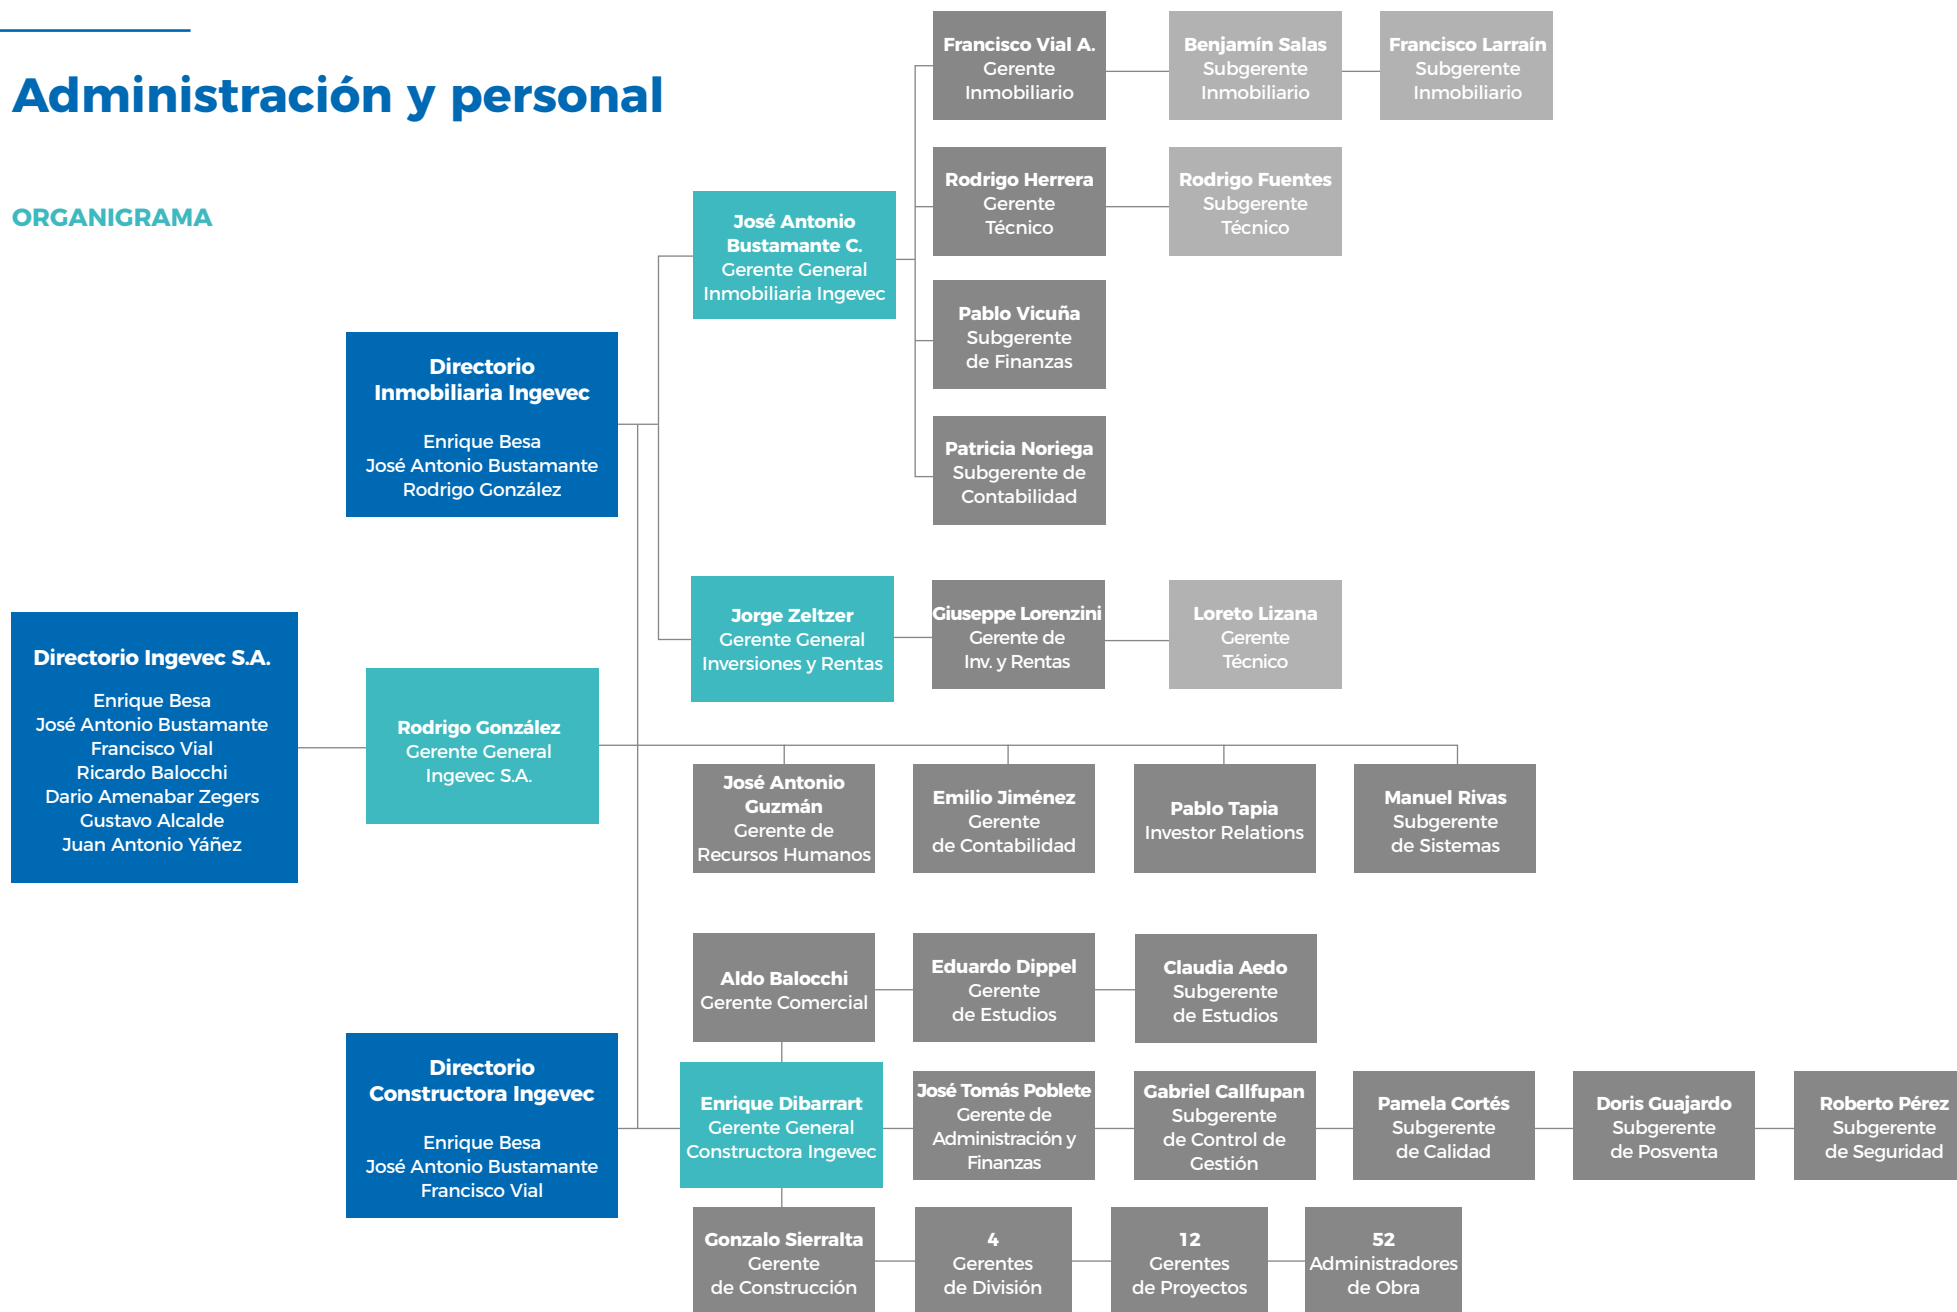 Administración y personal
ORGANIGRAMA
Francisco Vial A.
Gerente
Inmobiliario
Benjamín Salas
Subgerente
Inmobiliario
Francisco Larraín
Subgerente
Inmobiliario
Rodrigo Herrera
Gerente
Técnico
Rodrigo Fuentes
Subgerente
Técnico
José Antonio
Bustamante C.
Gerente General
Inmobiliaria Ingevec
Pablo Vicuña
Subgerente
de Finanzas
Patricia Noriega
Subgerente de
Contabilidad
Directorio
Inmobiliaria Ingevec
Enrique Besa
José Antonio Bustamante
Rodrigo González
Jorge Zeltzer
Gerente General
Inversiones y Rentas
Giuseppe Lorenzini
Gerente de
Inv. y Rentas
Loreto Lizana
Gerente
Técnico
Directorio Ingevec S.A.
Enrique Besa
José Antonio Bustamante
Francisco Vial
Ricardo Balocchi
Dario Amenabar Zegers
Gustavo Alcalde
Juan Antonio Yáñez
Rodrigo González
Gerente General
Ingevec S.A.
José Antonio
Guzmán
Gerente de
Recursos Humanos
Emilio Jiménez
Gerente
de Contabilidad
Pablo Tapia
Investor Relations
Manuel Rivas
Subgerente
de Sistemas
Aldo Balocchi
Gerente Comercial
Eduardo Dippel
Gerente
de Estudios
Claudia Aedo
Subgerente
de Estudios
Directorio
Constructora Ingevec
Enrique Besa
José Antonio Bustamante
Francisco Vial
Enrique Dibarrart
Gerente General
Constructora Ingevec
José Tomás Poblete
Gerente de
Administración y
Finanzas
Gabriel Callfupan
Subgerente
de Control de
Gestión
Pamela Cortés
Subgerente
de Calidad
Doris Guajardo
Subgerente
de Posventa
Roberto Pérez
Subgerente
de Seguridad
Gonzalo Sierralta
Gerente
de Construcción
4
Gerentes
de División
12
Gerentes
de Proyectos
52
Administradores
de Obra